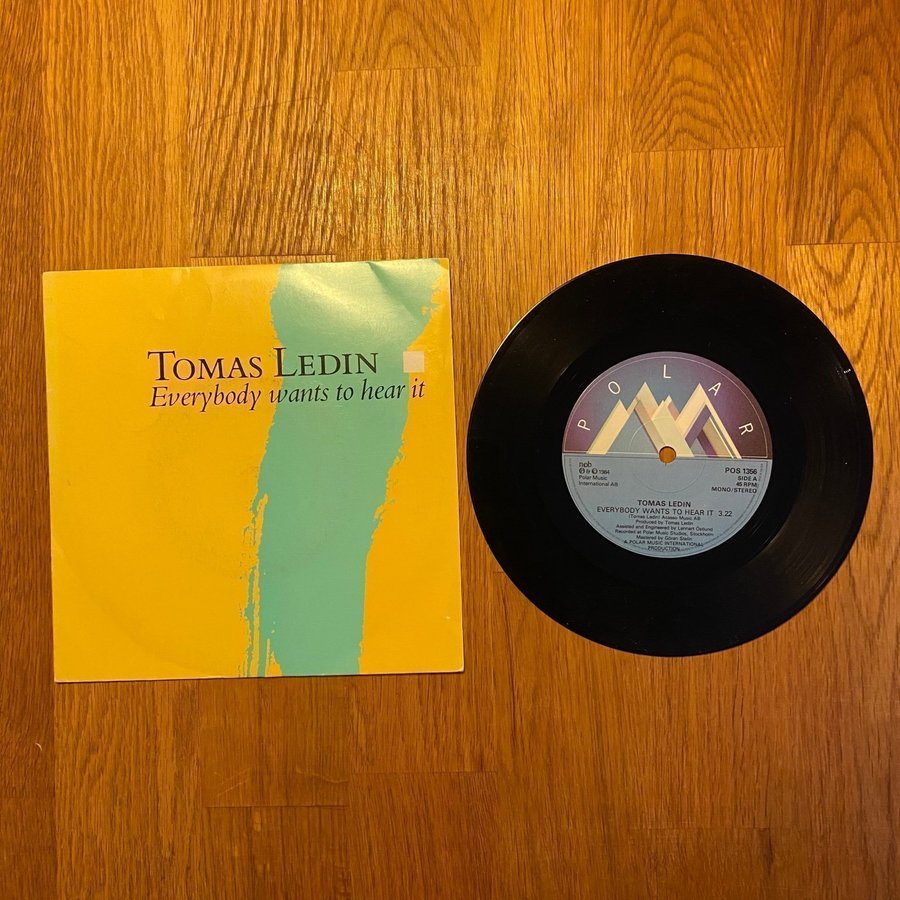 TOMAS LEDIN
Everybody wants to hear it
POLAR
ncb
Ⓟ & © 1984
Polar Music
International AB
POS 1356
SIDE A
45 RPM
MONO/STEREO
TOMAS LEDIN
EVERYBODY WANTS TO HEAR IT 3.22
(Tomas Ledin) Accesso Music AB
Produced by Tomas Ledin
Assisted and Engineered by Lennart Östlund
Recorded at Polar Music Studios, Stockholm
Mastered by Göran Stelin
A POLAR MUSIC INTERNATIONAL
PRODUCTION